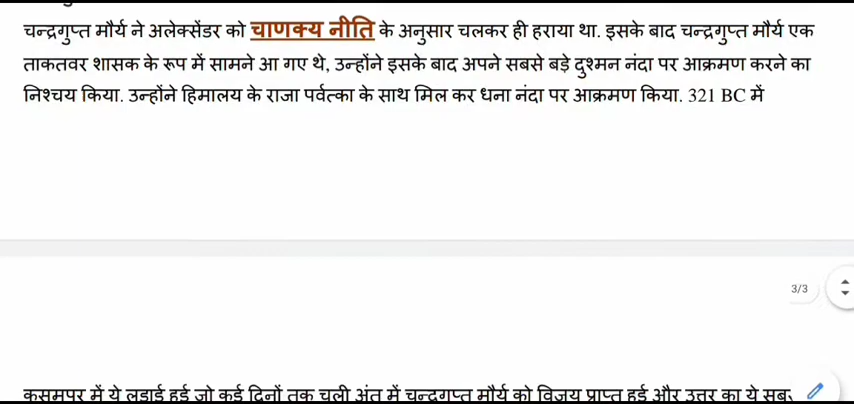 चन्द्रगुप्त मौर्य ने अलेक्सेंडर को चाणक्य नीति के अनुसार चलकर ही हराया था. इसके बाद चन्द्रगुप्त मौर्य एक
ताकतवर शासक के रूप में सामने आ गए थे, उन्होंने इसके बाद अपने सबसे बड़े दुश्मन नंदा पर आक्रमण करने का
निश्चय किया. उन्होंने हिमालय के राजा पर्वत्का के साथ मिल कर धना नंदा पर आक्रमण किया. 321 BC में
3/3
कुसुमपुर में ये लड़ाई हुई जो कई दिनों तक चली अंत में चन्द्रगुप्त मौर्य को विजय प्राप्त हुई और उत्तर का ये सबसे